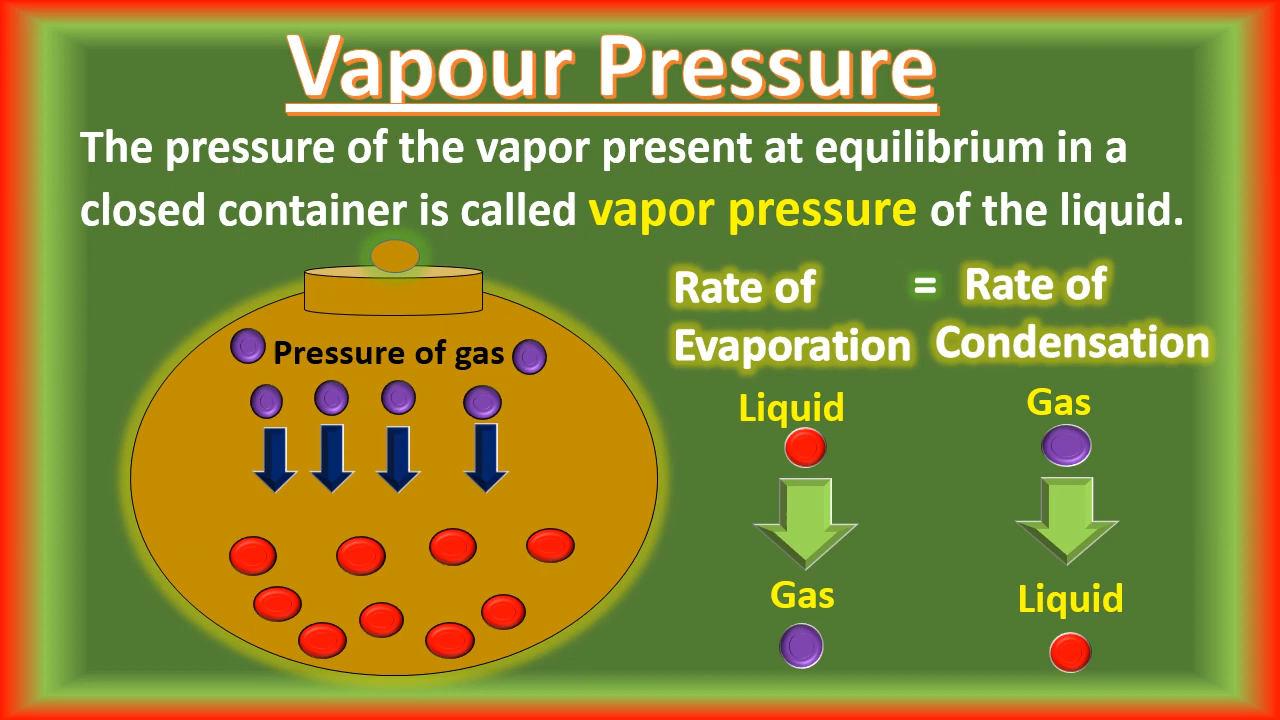 Vapour Pressure
The pressure of the vapor present at equilibrium in a
closed container is called vapor pressure of the liquid.
Pressure of gas
Rate of = Rate of
Evaporation Condensation
Liquid Gas
Gas Liquid